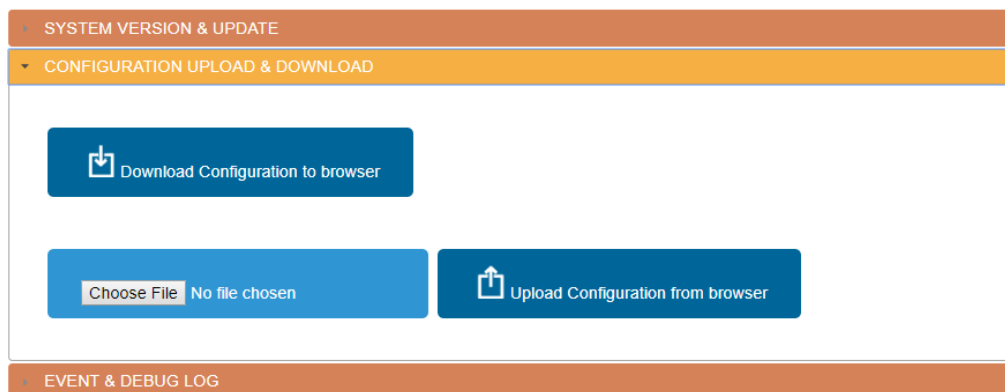 SYSTEM VERSION & UPDATE
CONFIGURATION UPLOAD & DOWNLOAD
Download Configuration to browser
Choose File No file chosen
Upload Configuration from browser
EVENT & DEBUG LOG